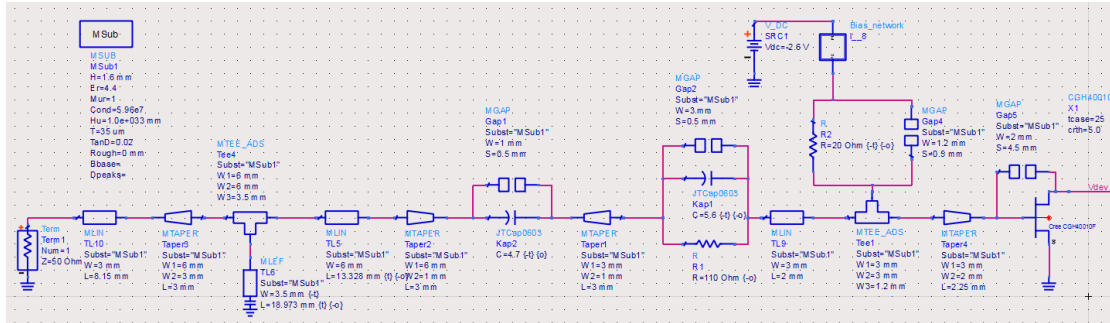 MSub
MSUB
MSub1
H=1.6 mm
Er=4.4
Mur=1
Cond=5.96e7
Hu=1.0e+033 mm
T=35 um
TanD=0.02
Rough=0 mm
Bbase=
Dpeaks=
Term
Term1
Num=1
Z=50 Ohm
MLIN
TL10
Subst="MSub1"
W=3 mm
L=8.15 mm
MTAPER
Taper3
Subst="MSub1"
W1=6 mm
W2=3 mm
L=3 mm
MTEE_ADS
Tee4
Subst="MSub1"
W1=6 mm
W2=6 mm
W3=3.5 mm
MLEF
TL6
Subst="MSub1"
W=3.5 mm {-t}
L=18.973 mm {t} {-o}
MLIN
TL5
Subst="MSub1"
W=6 mm
L=13.328 mm {t} {-o}
MTAPER
Taper2
Subst="MSub1"
W1=6 mm
W2=1 mm
L=3 mm
MGAP
Gap1
Subst="MSub1"
W=1 mm
S=0.5 mm
JTCap0603
Kap2
C=4.7 {-t} {o}
MTAPER
Taper1
Subst="MSub1"
W1=3 mm
W2=1 mm
L=3 mm
MGAP
Gap2
Subst="MSub1"
W=3 mm
S=0.5 mm
JTCap0603
Kap1
C=5,6 {-t} {-o}
R
R1
R=110 Ohm {-t} {-o}
MLIN
TL9
Subst="MSub1"
W=3 mm
L=2 mm
V_DC
SRC1
Vdc=-2.6 V
Bias_network
I__8
R
R2
R=20 Ohm {-t} {-o}
MGAP
Gap4
Subst="MSub1"
W=1.2 mm
S=0.9 mm
MTEE_ADS
Tee1
Subst="MSub1"
W1=3 mm
W2=3 mm
W3=1.2 mm
MTAPER
Taper4
Subst="MSub1"
W1=3 mm
W2=2 mm
L=2.25 mm
MGAP
Gap5
Subst="MSub1"
W=2 mm
S=4.5 mm
CGH40010
X1
tcase=25
crth=5.0
Vdev
Cree CGH40010F